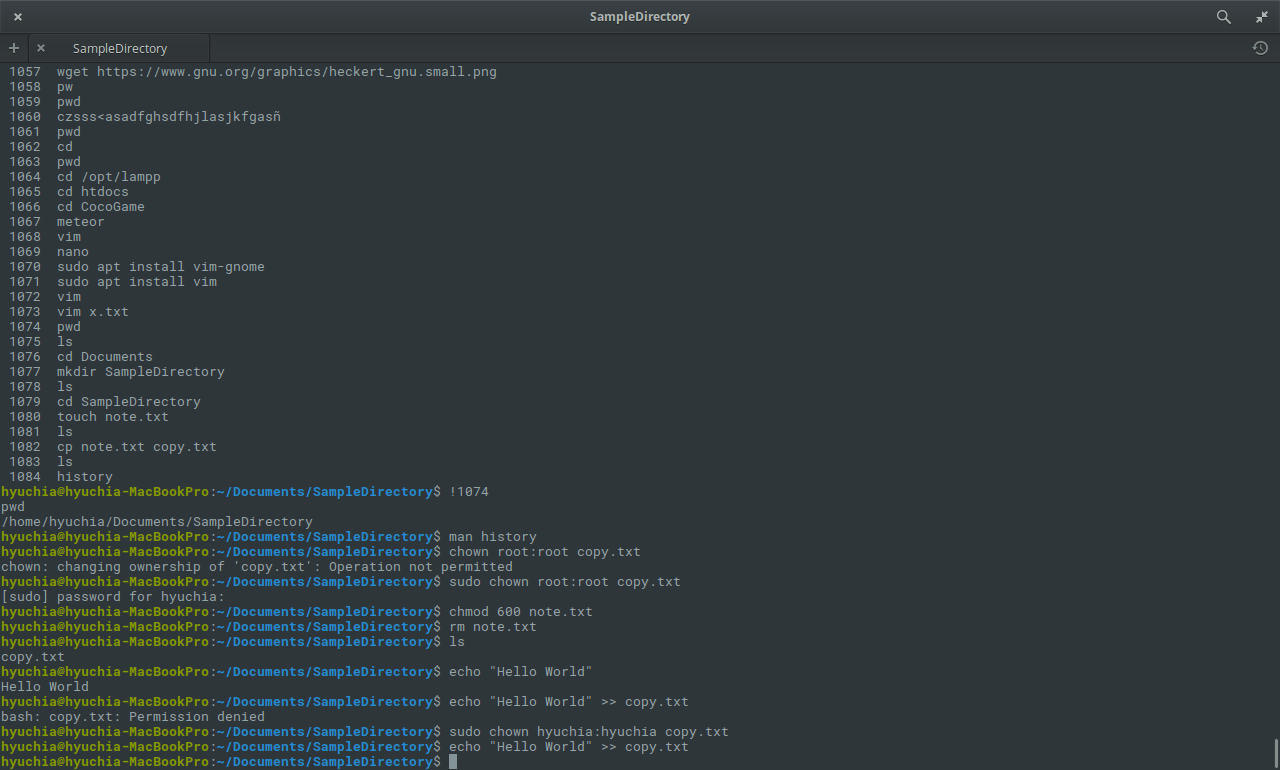 SampleDirectory
SampleDirectory
1057 wget https://www.gnu.org/graphics/heckert_gnu.small.png
1058 pw
1059 pwd
1060 czsss<asadfghsdfhjlasjkfgasñ
1061 pwd
1062 cd
1063 pwd
1064 cd /opt/lampp
1065 cd htdocs
1066 cd CocoGame
1067 meteor
1068 vim
1069 nano
1070 sudo apt install vim-gnome
1071 sudo apt install vim
1072 vim
1073 vim x.txt
1074 pwd
1075 ls
1076 cd Documents
1077 mkdir SampleDirectory
1078 ls
1079 cd SampleDirectory
1080 touch note.txt
1081 ls
1082 cp note.txt copy.txt
1083 ls
1084 history
hyuchia@hyuchia-MacBookPro:~/Documents/SampleDirectory$ !1074
pwd
/home/hyuchia/Documents/SampleDirectory
hyuchia@hyuchia-MacBookPro:~/Documents/SampleDirectory$ man history
hyuchia@hyuchia-MacBookPro:~/Documents/SampleDirectory$ chown root:root copy.txt
chown: changing ownership of 'copy.txt': Operation not permitted
hyuchia@hyuchia-MacBookPro:~/Documents/SampleDirectory$ sudo chown root:root copy.txt
[sudo] password for hyuchia:
hyuchia@hyuchia-MacBookPro:~/Documents/SampleDirectory$ chmod 600 note.txt
hyuchia@hyuchia-MacBookPro:~/Documents/SampleDirectory$ rm note.txt
hyuchia@hyuchia-MacBookPro:~/Documents/SampleDirectory$ ls
copy.txt
hyuchia@hyuchia-MacBookPro:~/Documents/SampleDirectory$ echo "Hello World"
Hello World
hyuchia@hyuchia-MacBookPro:~/Documents/SampleDirectory$ echo "Hello World" >> copy.txt
bash: copy.txt: Permission denied
hyuchia@hyuchia-MacBookPro:~/Documents/SampleDirectory$ sudo chown hyuchia:hyuchia copy.txt
hyuchia@hyuchia-MacBookPro:~/Documents/SampleDirectory$ echo "Hello World" >> copy.txt
hyuchia@hyuchia-MacBookPro:~/Documents/SampleDirectory$